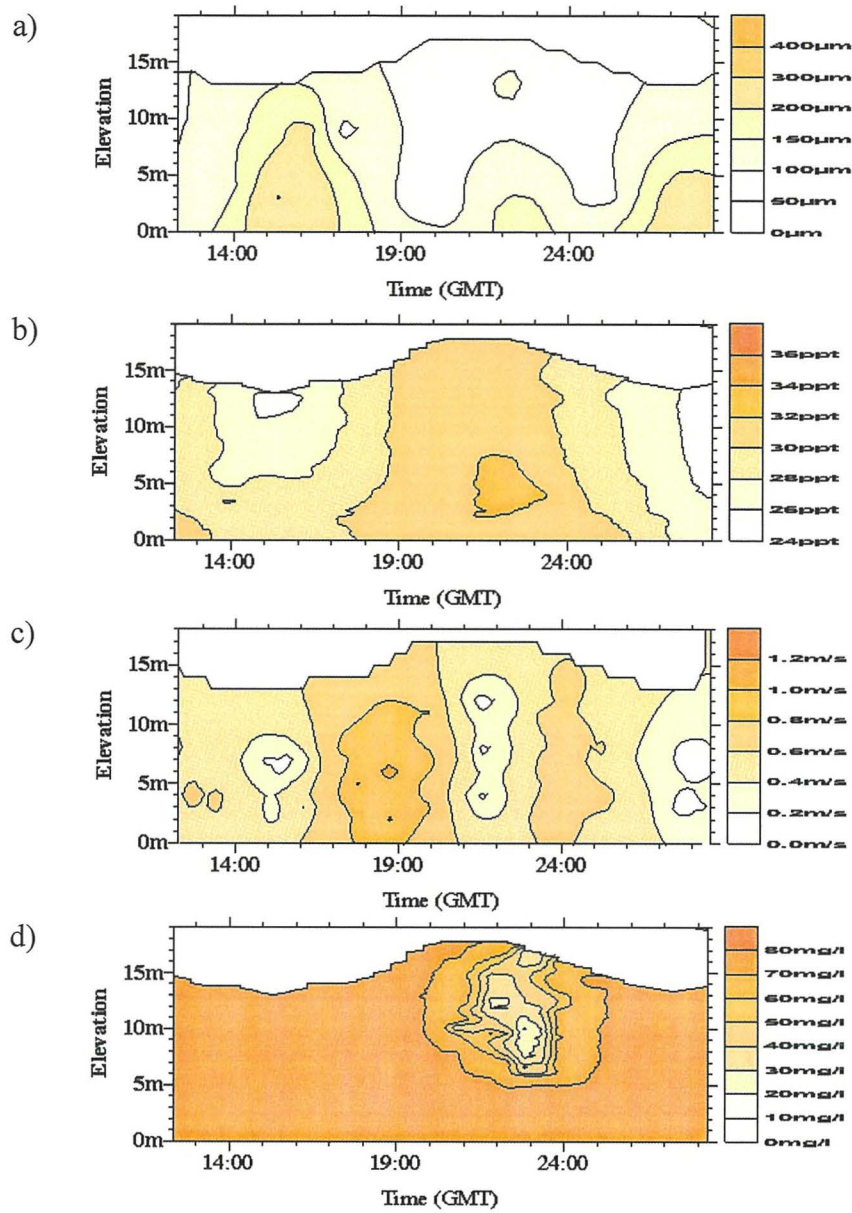 a)
400µm
300µm
200µm
150µm
100µm
50µm
0µm
15m
10m
5m
0m
Elevation
14:00 19:00 24:00
Time (GMT)
b)
36ppt
34ppt
32ppt
30ppt
28ppt
26ppt
24ppt
15m
10m
5m
0m
Elevation
14:00 19:00 24:00
Time (GMT)
c)
1.2m/s
1.0m/s
0.8m/s
0.6m/s
0.4m/s
0.2m/s
0.0m/s
15m
10m
5m
0m
Elevation
14:00 19:00 24:00
Time (GMT)
d)
80mg/l
70mg/l
60mg/l
50mg/l
40mg/l
30mg/l
20mg/l
10mg/l
0mg/l
15m
10m
5m
0m
Elevation
14:00 19:00 24:00
Time (GMT)